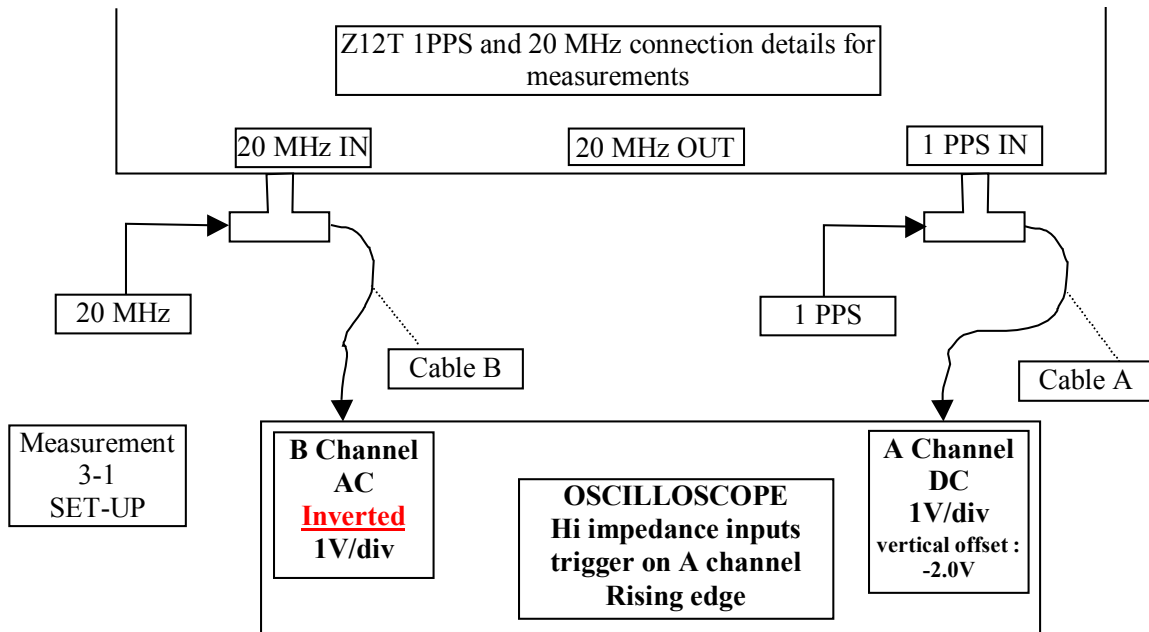 Z12T 1PPS and 20 MHz connection details for
measurements
20 MHz IN
20 MHz OUT
1 PPS IN
20 MHz
1 PPS
Cable B
Cable A
Measurement
3-1
SET-UP
B Channel
AC
Inverted
1V/div
OSCILLOSCOPE
Hi impedance inputs
trigger on A channel
Rising edge
A Channel
DC
1V/div
vertical offset :
-2.0V